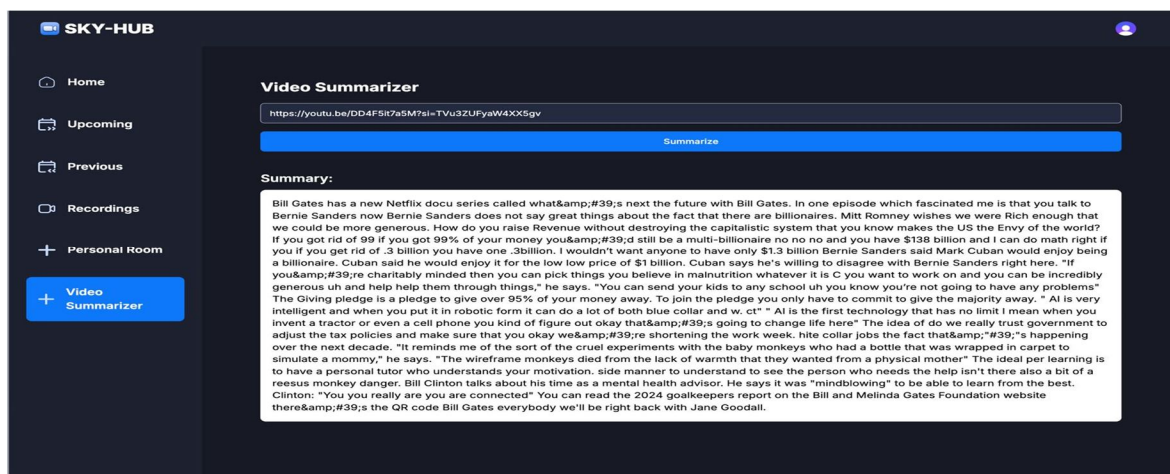 SKY-HUB
Home
Upcoming
Previous
Recordings
Personal Room
Video
Summarizer
Video Summarizer
https://youtu.be/DD4F5it7a5M?si=TVu3ZUFyaW4XX5gv
Summarize
Summary:
Bill Gates has a new Netflix docu series called what&amp;#39;s next the future with Bill Gates. In one episode which fascinated me is that you talk to
Bernie Sanders now Bernie Sanders does not say great things about the fact that there are billionaires. Mitt Romney wishes we were Rich enough that
we could be more generous. How do you raise Revenue without destroying the capitalistic system that you know makes the US the Envy of the world?
If you got rid of 99 if you got 99% of your money you&amp;#39;d still be a multi-billionaire no no no and you have $138 billion and I can do math right if
you if you get rid of .3 billion you have one .3billion. I wouldn't want anyone to have only $1.3 billion Bernie Sanders said Mark Cuban would enjoy being
a billionaire. Cuban said he would enjoy it for the low low price of $1 billion. Cuban says he's willing to disagree with Bernie Sanders right here. "If
you&amp;#39;re charitably minded then you can pick things you believe in malnutrition whatever it is C you want to work on and you can be incredibly
generous uh and help help them through things," he says. "You can send your kids to any school uh you know you're not going to have any problems"
The Giving pledge is a pledge to give over 95% of your money away. To join the pledge you only have to commit to give the majority away. " AI is very
intelligent and when you put it in robotic form it can do a lot of both blue collar and w. ct" " AI is the first technology that has no limit I mean when you
invent a tractor or even a cell phone you kind of figure out okay that&amp;#39;s going to change life here" The idea of do we really trust government to
adjust the tax policies and make sure that you okay we&amp;#39;re shortening the work week. hite collar jobs the fact that&amp;"#39;"s happening
over the next decade. "It reminds me of the sort of the cruel experiments with the baby monkeys who had a bottle that was wrapped in carpet to
simulate a mommy," he says. "The wireframe monkeys died from the lack of warmth that they wanted from a physical mother" The ideal per learning is
to have a personal tutor who understands your motivation. side manner to understand to see the person who needs the help isn't there also a bit of a
reesus monkey danger. Bill Clinton talks about his time as a mental health advisor. He says it was "mindblowing" to be able to learn from the best.
Clinton: "You you really are you are connected" You can read the 2024 goalkeepers report on the Bill and Melinda Gates Foundation website
there&amp;#39;s the QR code Bill Gates everybody we'll be right back with Jane Goodall.